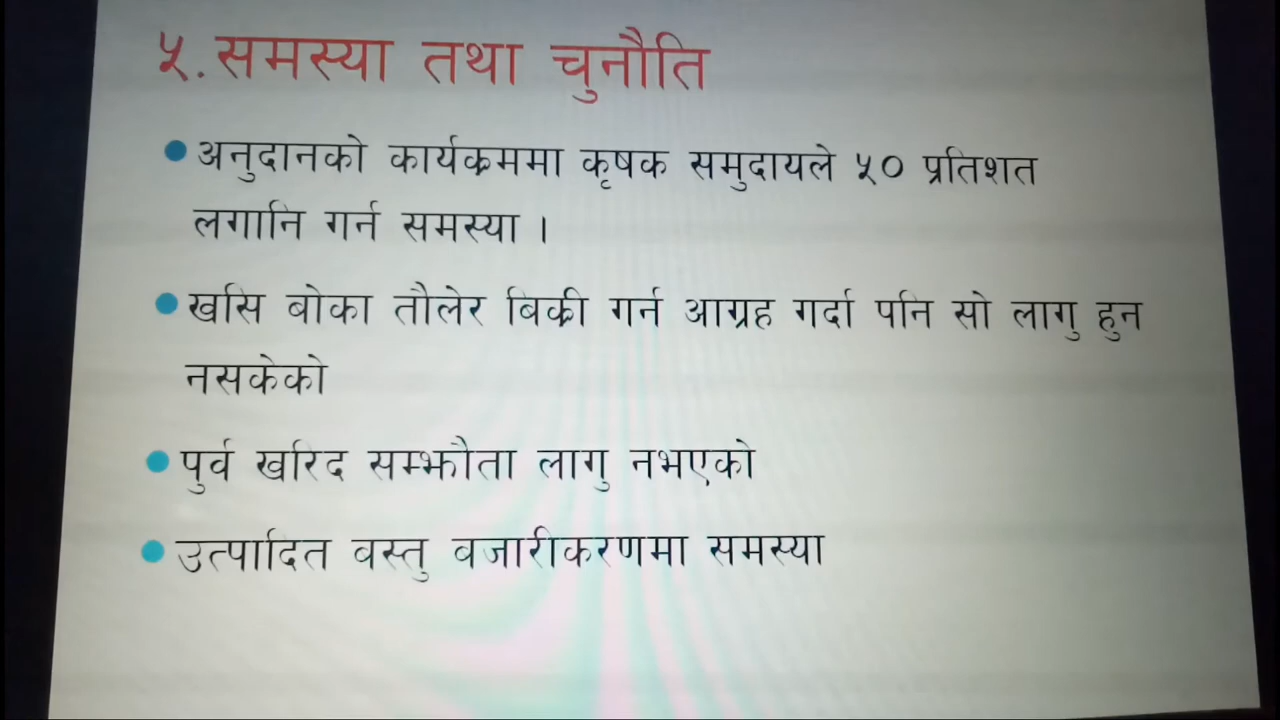 ५. समस्या तथा चुनौति
• अनुदानको कार्यक्रममा कृषक समुदायले ५० प्रतिशत
लगानि गर्न समस्या ।
• खसि बोका तौलेर बिक्री गर्न आग्रह गर्दा पनि सो लागु हुन
नसकेको
• पुर्व खरिद सम्झौता लागु नभएको
• उत्पादित वस्तु वजारीकरणमा समस्या